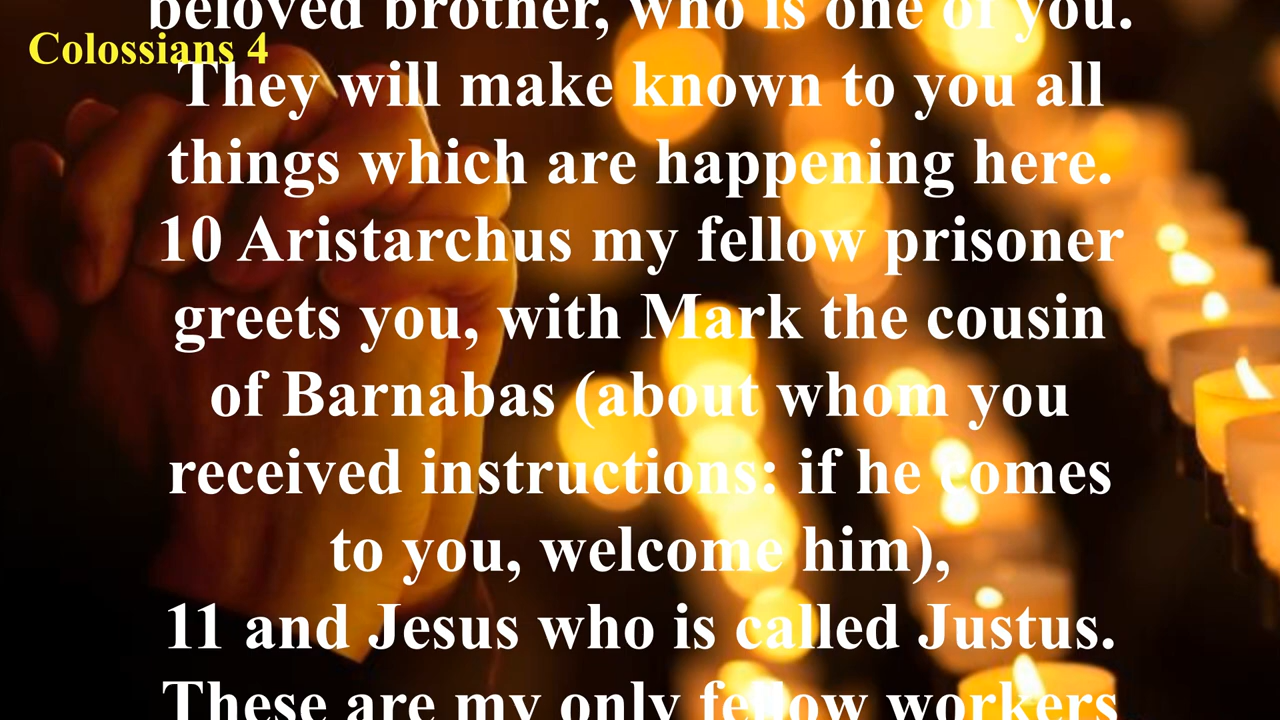 beloved brother, who is one of you.
Colossians 4
They will make known to you all
things which are happening here.
10 Aristarchus my fellow prisoner
greets you, with Mark the cousin
of Barnabas (about whom you
received instructions: if he comes
to you, welcome him),
11 and Jesus who is called Justus.
These are my only fellow workers